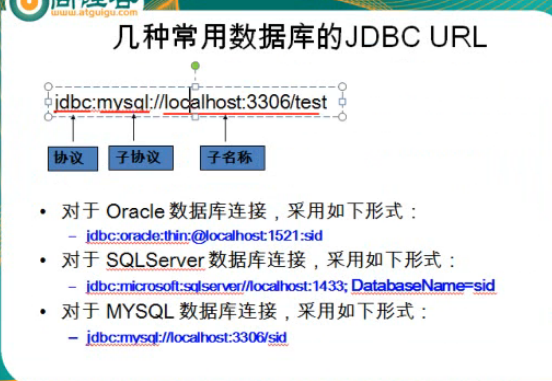 www.atguigu.com
几种常用数据库的JDBC URL
jdbc:mysql://localhost:3306/test
协议 子协议 子名称
• 对于 Oracle 数据库连接，采用如下形式：
– jdbc:oracle:thin:@localhost:1521:sid
• 对于 SQLServer 数据库连接，采用如下形式：
– jdbc:microsoft:sqlserver//localhost:1433; DatabaseName=sid
• 对于 MYSQL 数据库连接，采用如下形式：
– jdbc:mysql://localhost:3306/sid